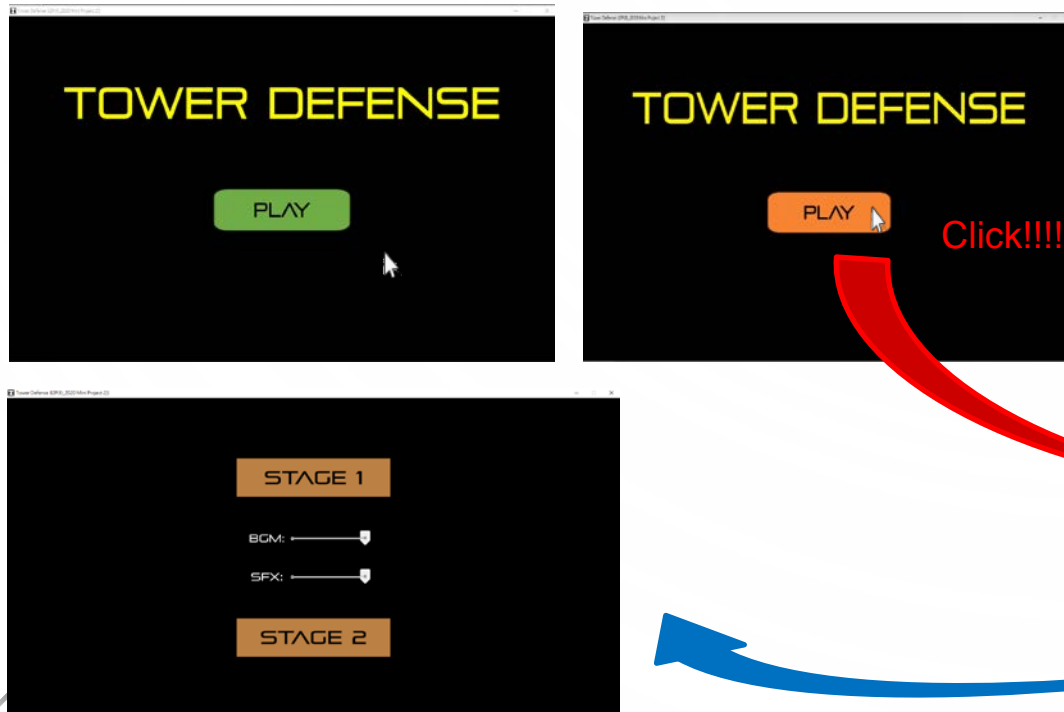 TOWER DEFENSE
PLAY
TOWER DEFENSE
PLAY
Click!!!!
STAGE 1
BGM:
SFX:
STAGE 2